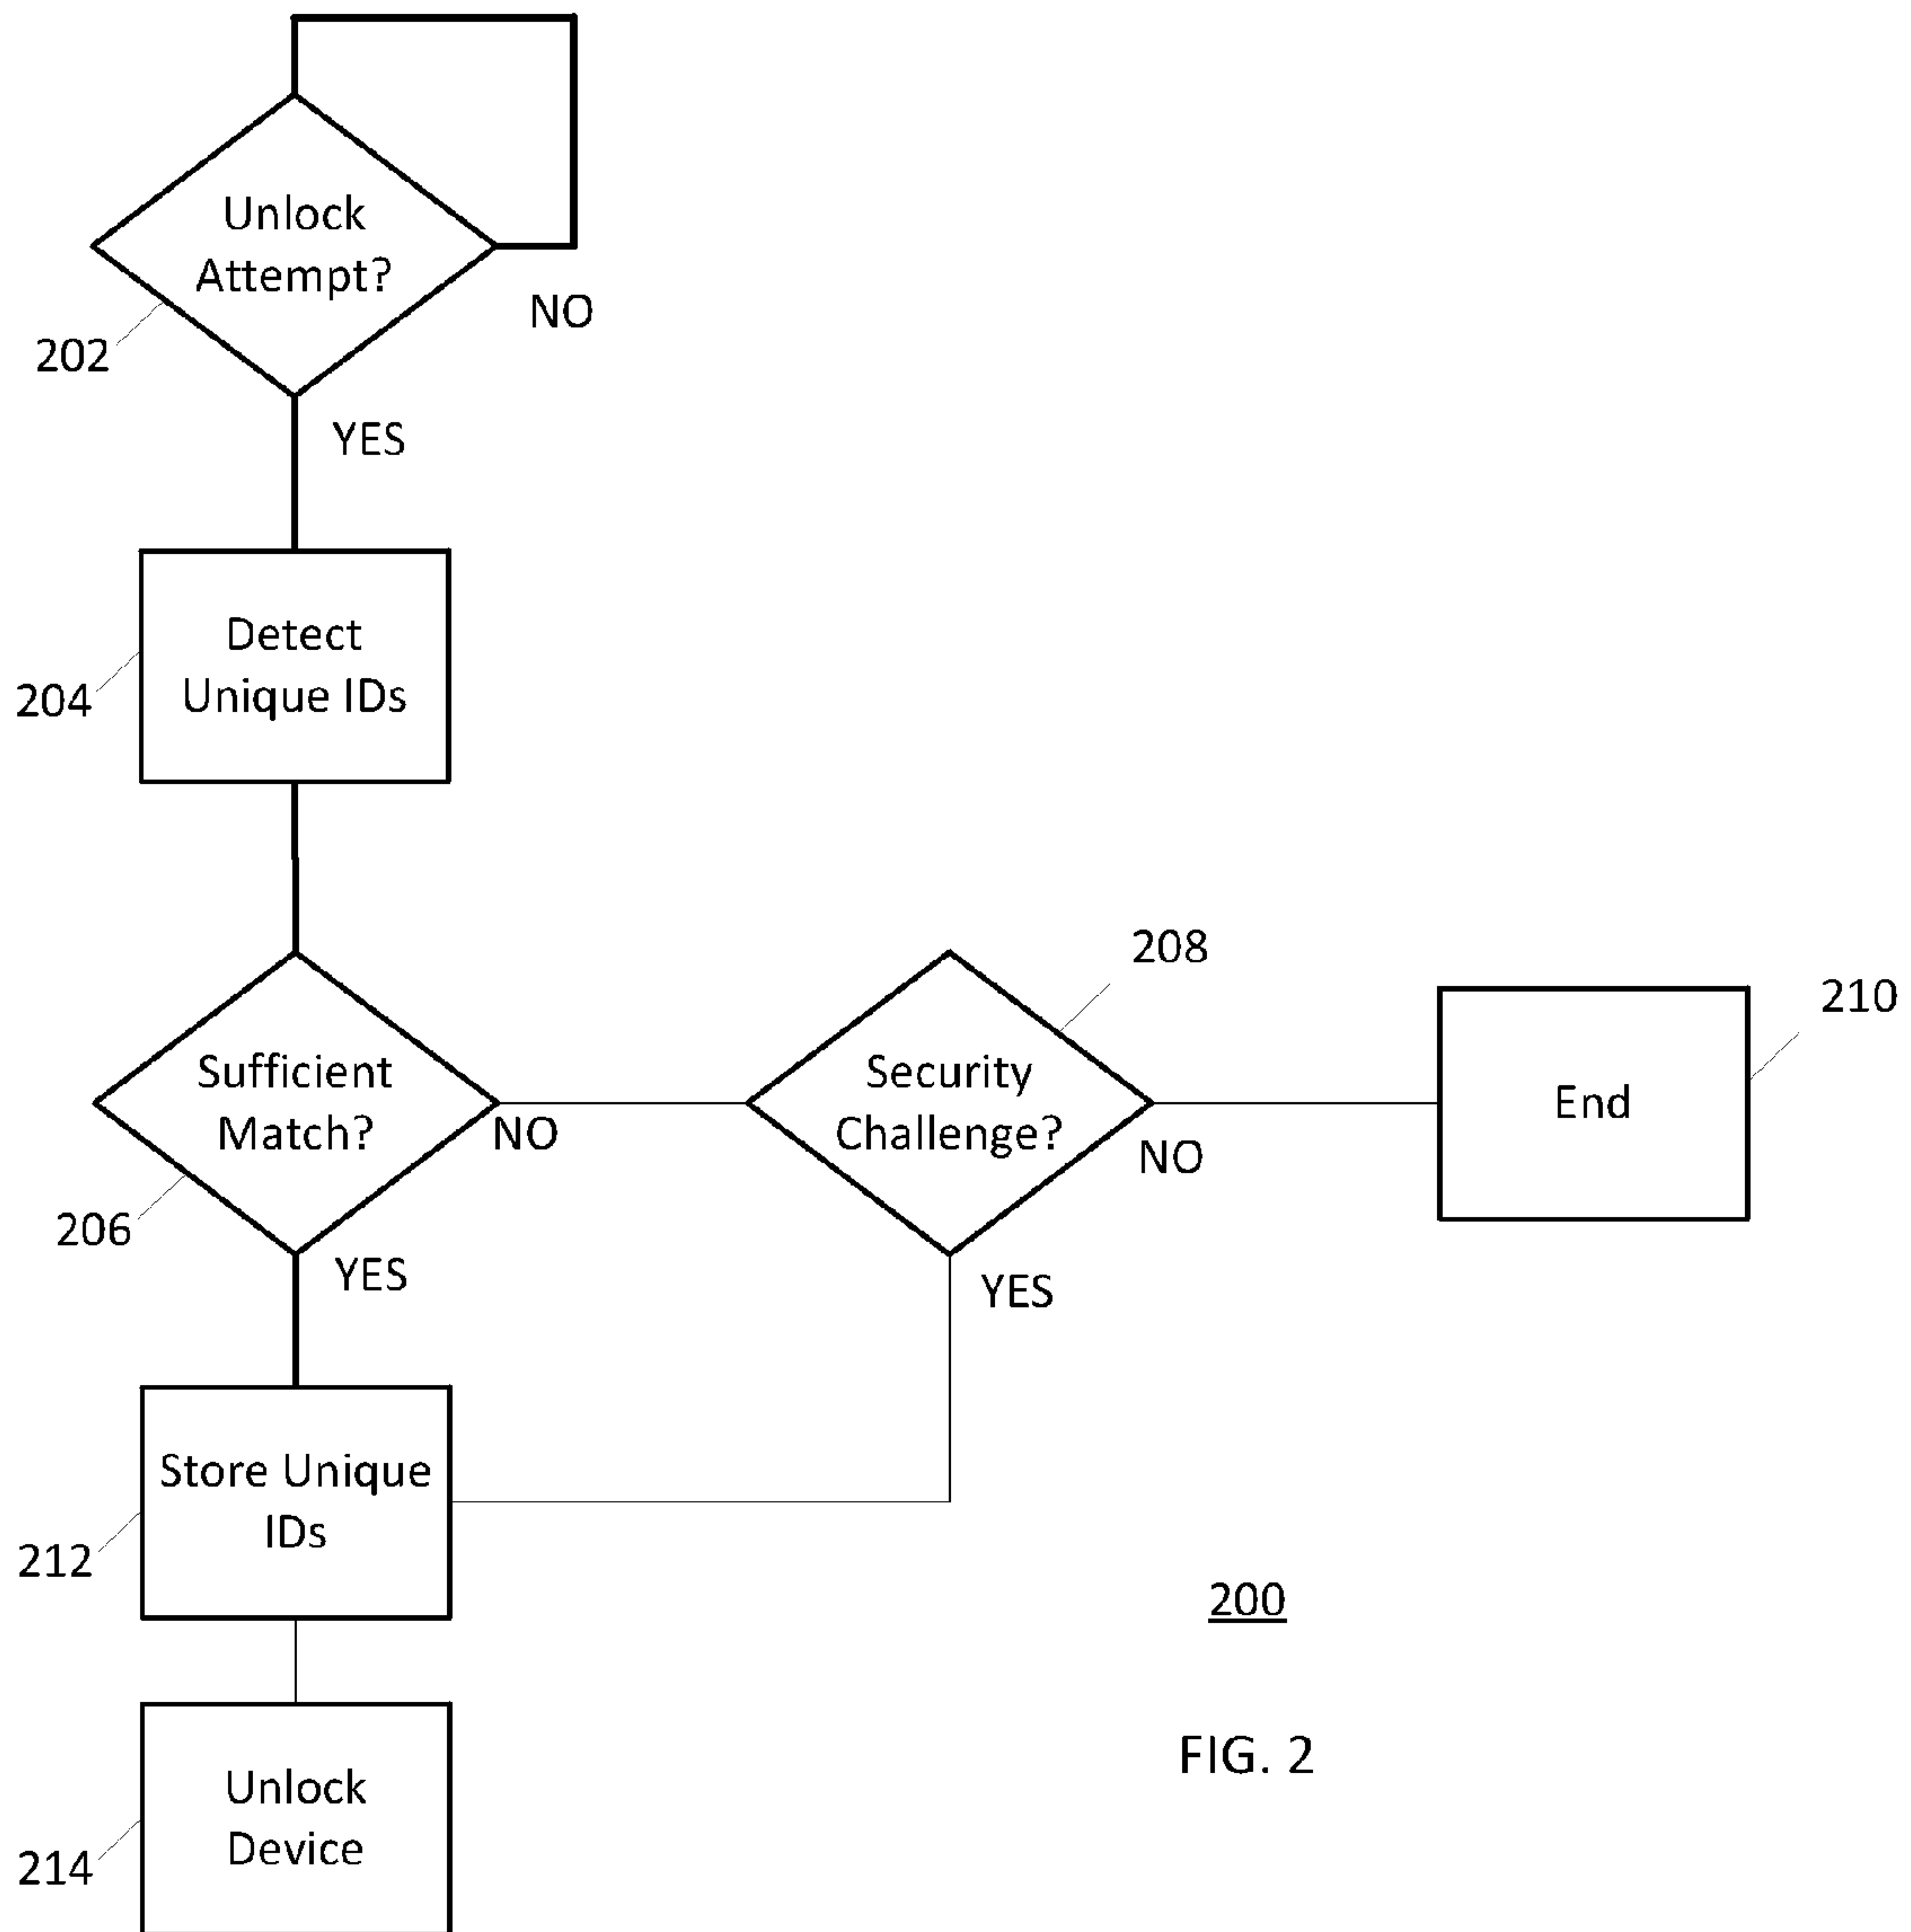 Unlock
Attempt?
NO
202
YES
Detect
Unique IDs
204
208
210
Sufficient
Match?
NO
Security
Challenge?
NO
End
206
YES
YES
Store Unique
IDs
212
200
Unlock
Device
214
FIG. 2